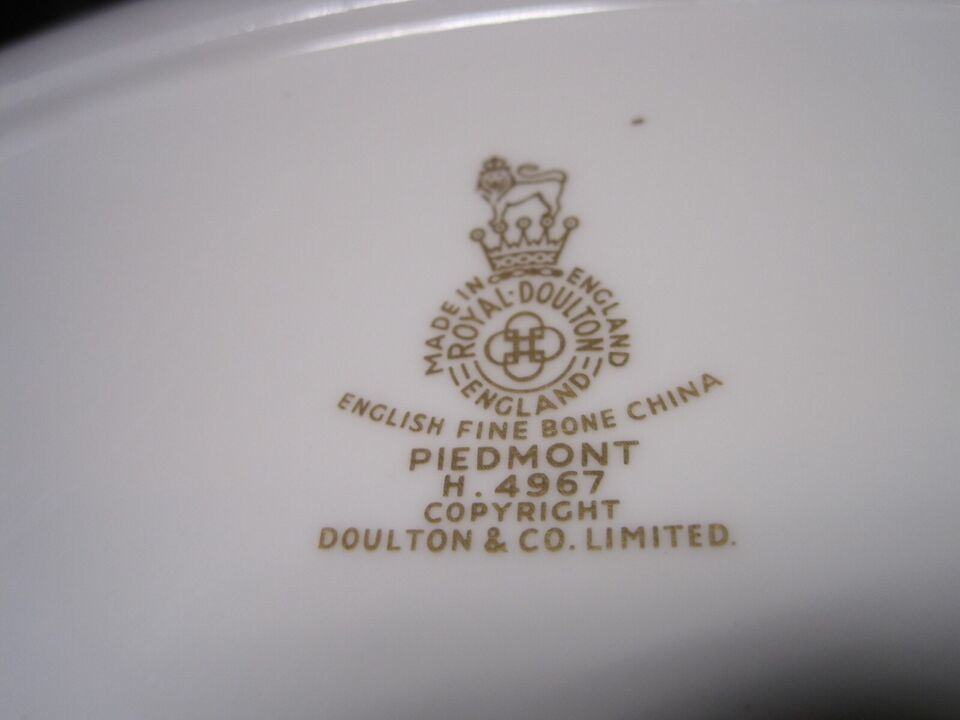 MADE IN ENGLAND
ROYAL·DOULTON
ENGLAND
ENGLISH FINE BONE CHINA
PIEDMONT
H. 4967
COPYRIGHT
DOULTON & CO. LIMITED.